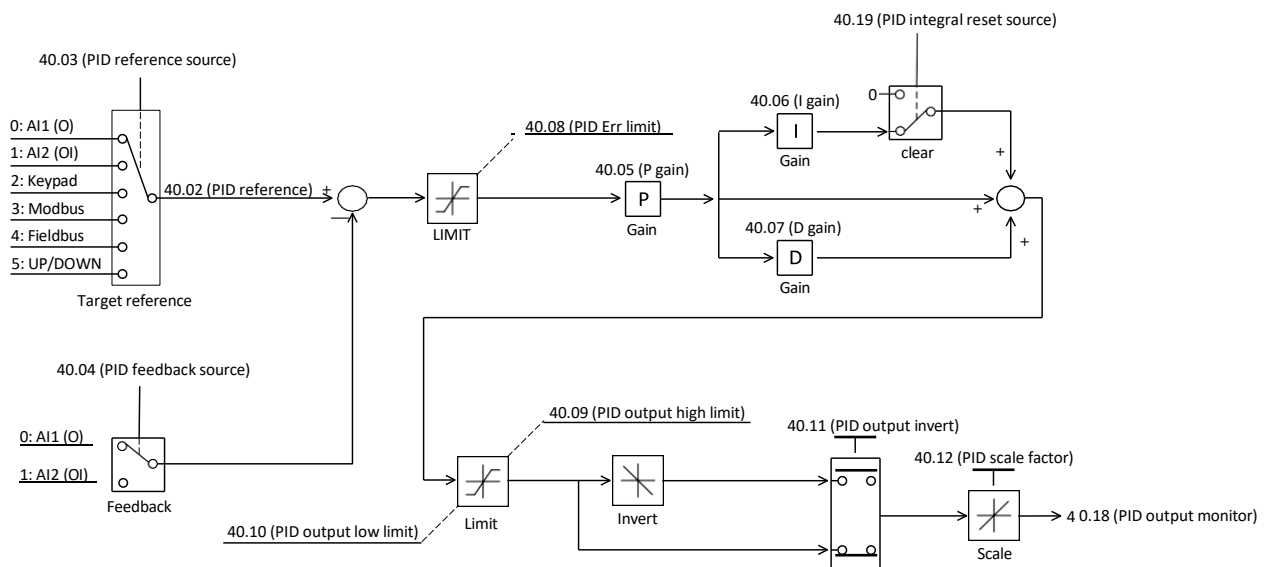 40.19 (PID integral reset source)
40.03 (PID reference source)
0
40.06 (I gain)
I
Gain
clear
0: AI1 (O)
1: AI2 (OI)
2: Keypad
3: Modbus
4: Fieldbus
5: UP/DOWN
Target reference
40.02 (PID reference)
+
—
40.08 (PID Err limit)
LIMIT
40.05 (P gain)
P
Gain
+
+
+
40.07 (D gain)
D
Gain
40.04 (PID feedback source)
0: AI1 (O)
1: AI2 (OI)
Feedback
40.09 (PID output high limit)
Limit
40.10 (PID output low limit)
Invert
40.11 (PID output invert)
40.12 (PID scale factor)
Scale
4 0.18 (PID output monitor)